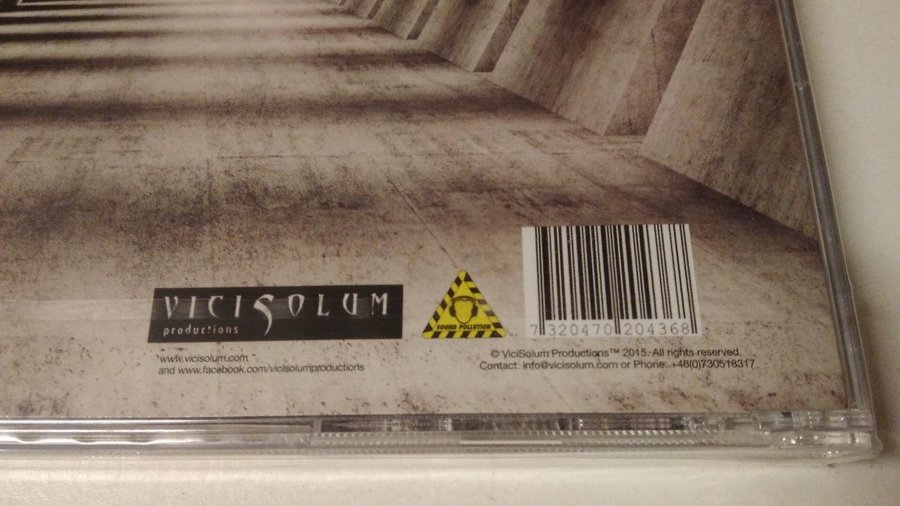 VICISOLUM
productions
SOUND POLLUTION
7 320470 204368
*www.vicisolum.com
and www.facebook.com/vicisolumproductions
© ViciSolum Productions™ 2015. All rights reserved.
Contact: info@vicisolum.com or Phone: +46(0)730518317